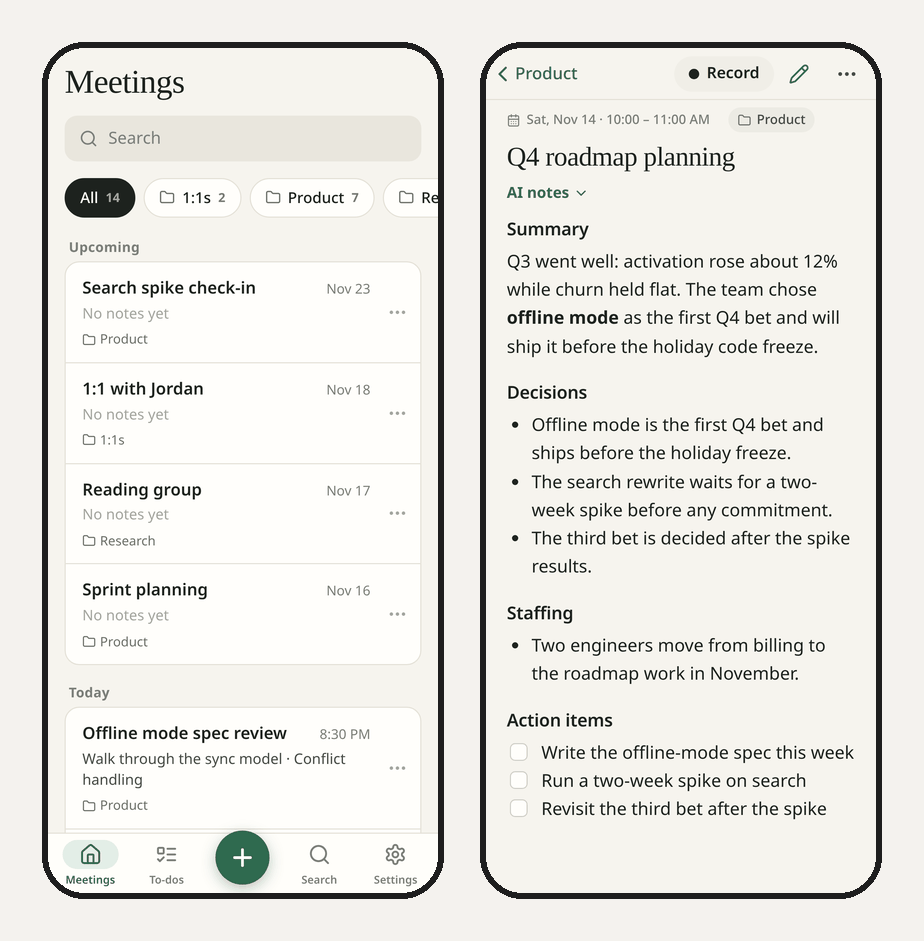 Meetings
Search
All 14
1:1s 2
Product 7
Re
Upcoming
Search spike check-in
Nov 23
No notes yet
Product
1:1 with Jordan
Nov 18
No notes yet
1:1s
Reading group
Nov 17
No notes yet
Research
Sprint planning
Nov 16
No notes yet
Product
Today
Offline mode spec review
8:30 PM
Walk through the sync model · Conflict
handling
Product
Meetings
To-dos
Search
Settings
Product
Record
Sat, Nov 14 · 10:00 – 11:00 AM
Product
Q4 roadmap planning
AI notes
Summary
Q3 went well: activation rose about 12%
while churn held flat. The team chose
offline mode as the first Q4 bet and will
ship it before the holiday code freeze.
Decisions
• Offline mode is the first Q4 bet and
ships before the holiday freeze.
• The search rewrite waits for a two-
week spike before any commitment.
• The third bet is decided after the spike
results.
Staffing
• Two engineers move from billing to
the roadmap work in November.
Action items
Write the offline-mode spec this week
Run a two-week spike on search
Revisit the third bet after the spike